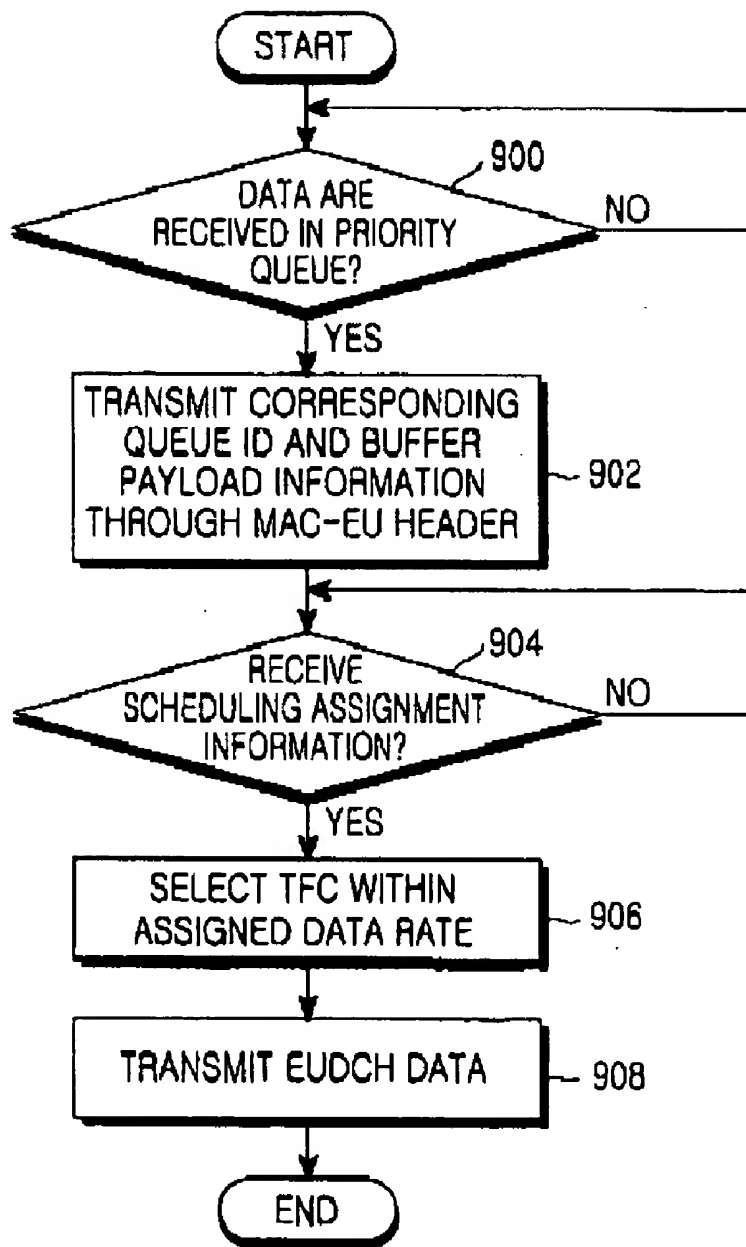 START
900
DATA ARE
RECEIVED IN PRIORITY
QUEUE?
NO
YES
TRANSMIT CORRESPONDING
QUEUE ID AND BUFFER
PAYLOAD INFORMATION
THROUGH MAC-EU HEADER
902
904
RECEIVE
SCHEDULING ASSIGNMENT
INFORMATION?
NO
YES
SELECT TFC WITHIN
ASSIGNED DATA RATE
906
TRANSMIT EUDCH DATA
908
END